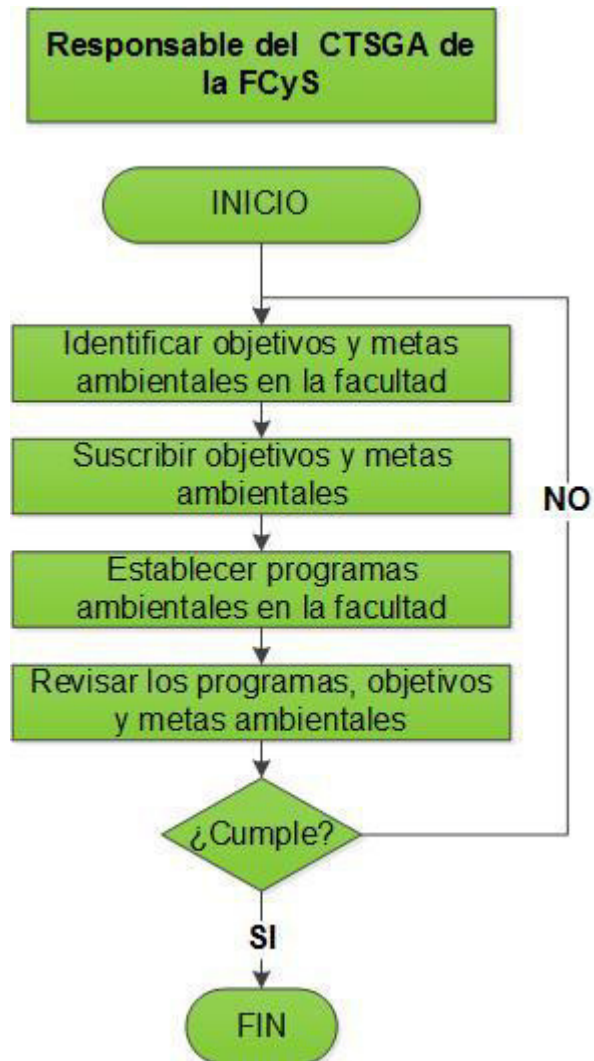 Responsable del CTSGA de
la FCyS
INICIO
Identificar objetivos y metas
ambientales en la facultad
Suscribir objetivos y metas
ambientales
NO
Establecer programas
ambientales en la facultad
Revisar los programas, objetivos
y metas ambientales
¿Cumple?
SI
FIN